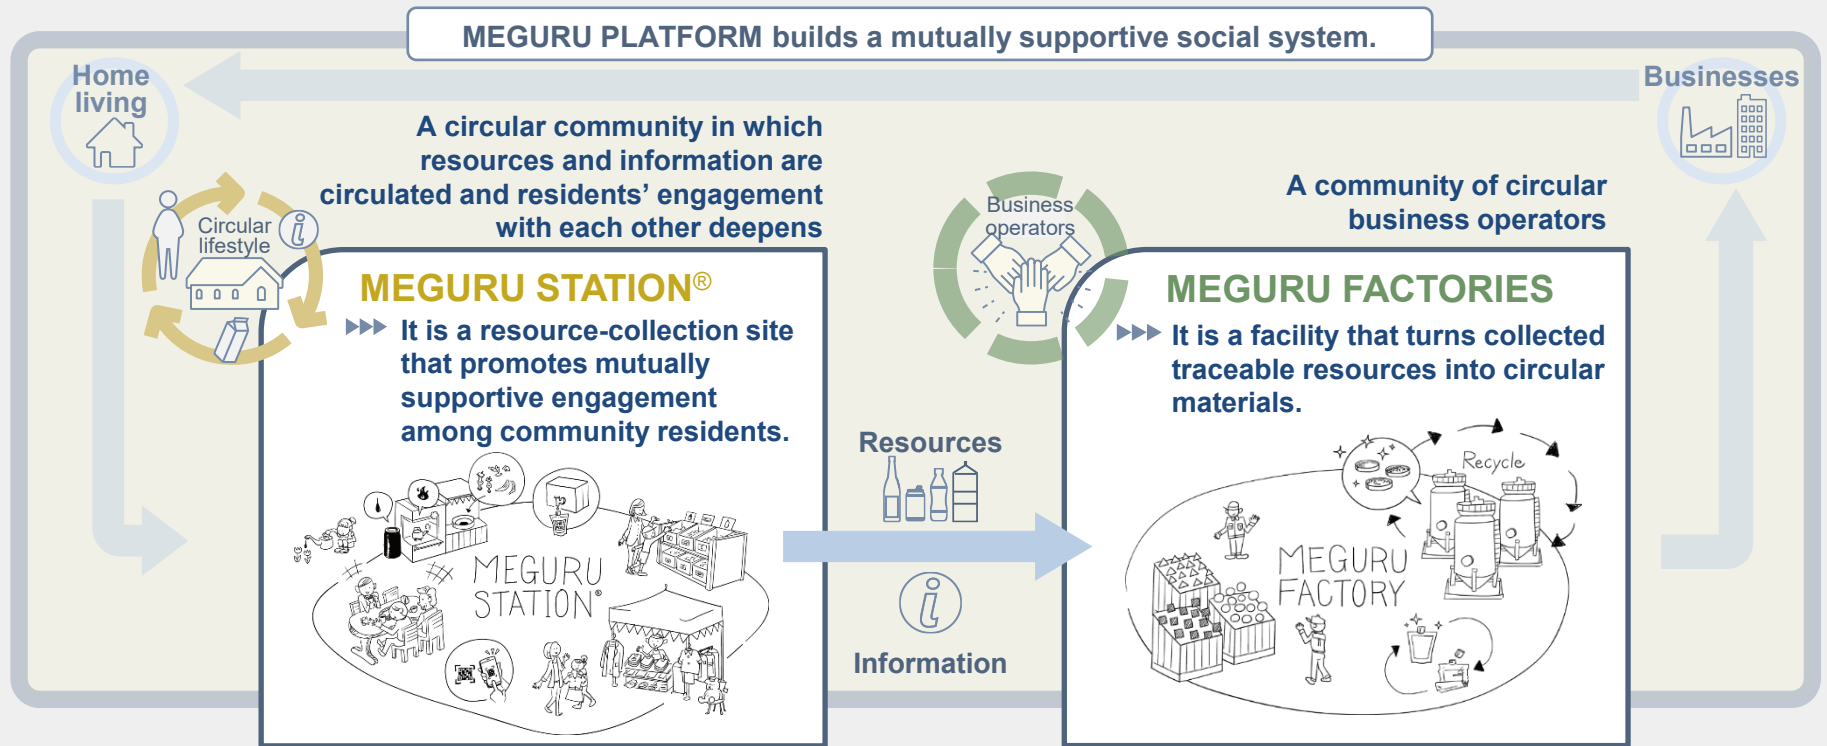 MEGURU PLATFORM builds a mutually supportive social system.
Home
living
Businesses
A circular community in which
resources and information are
circulated and residents’ engagement
with each other deepens
Circular
lifestyle
MEGURU STATION®
It is a resource-collection site
that promotes mutually
supportive engagement
among community residents.
MEGURU
STATION®
Resources
Information
Business
operators
A community of circular
business operators
MEGURU FACTORIES
It is a facility that turns collected
traceable resources into circular
materials.
Recycle
MEGURU
FACTORY